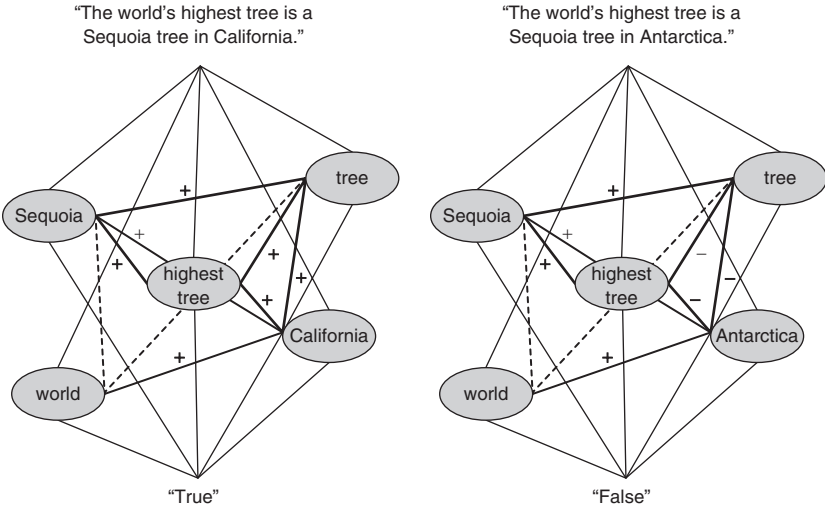 “The world’s highest tree is a
Sequoia tree in California.”
tree
+
Sequoia
+
+
+
highest
tree
+
+
California
+
world
“True”
“The world’s highest tree is a
Sequoia tree in Antarctica.”
tree
+
Sequoia
+
+
−
−
highest
tree
−
Antarctica
+
world
“False”